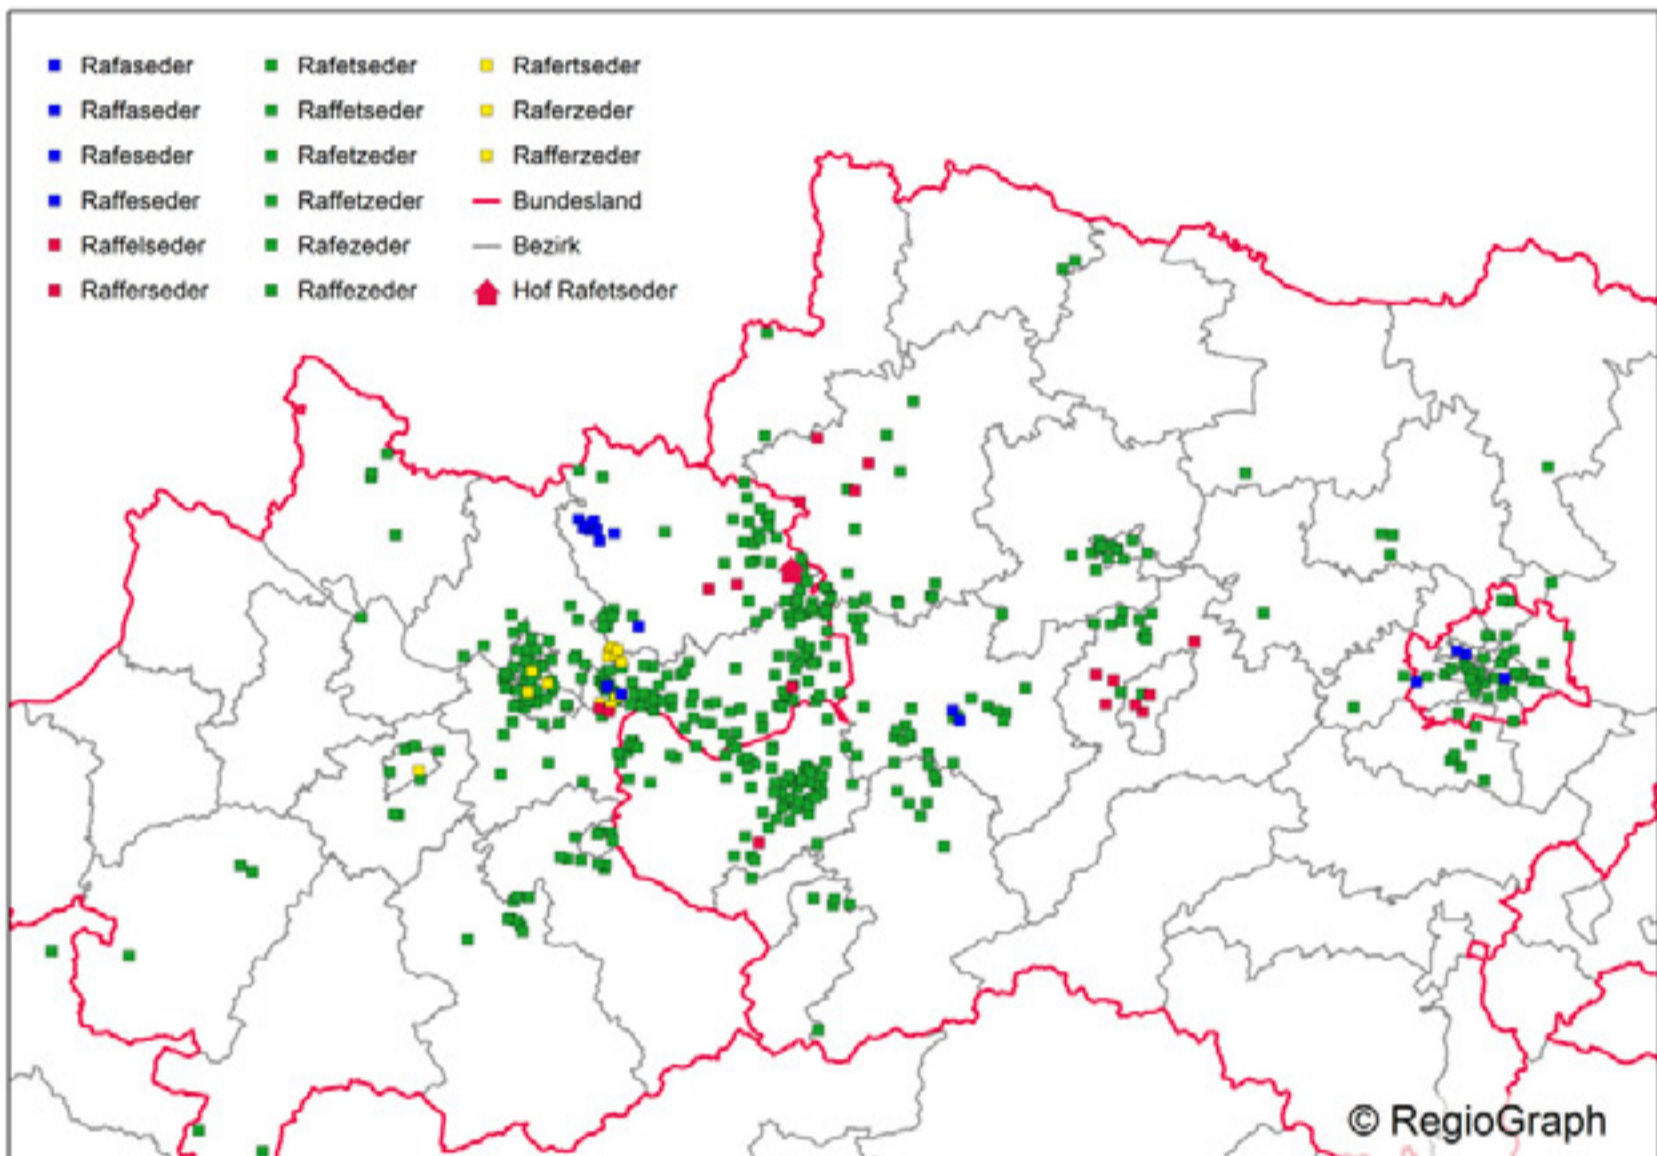 Rafaseder Rafetseder Rafertseder
Raffaseder Raffetseder Raferzeder
Rafeseder Rafetzeder Rafferzeder
Raffeseder Raffetzeder Bundesland
Raffelseder Rafezeder Bezirk
Rafferseder Raffezeder Hof Rafetseder
© RegioGraph